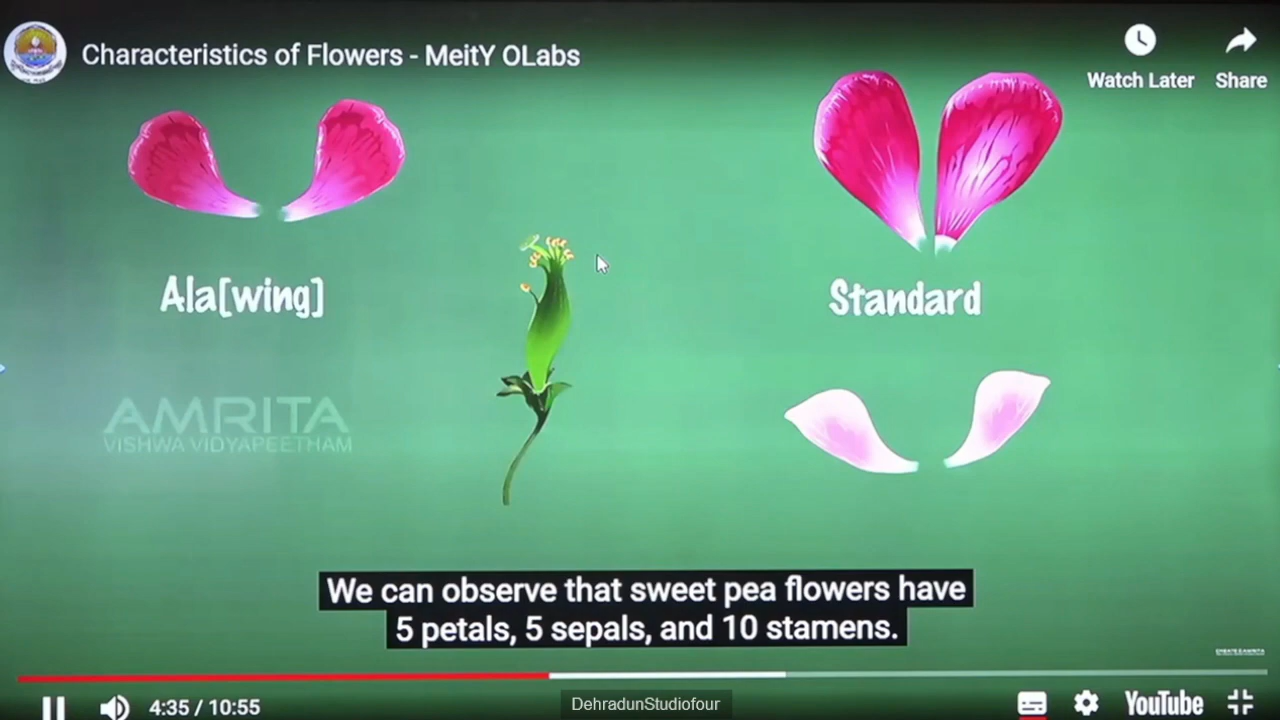 Characteristics of Flowers - MeitY OLabs
Watch Later
Share
Ala[wing]
Standard
AMRITA
VISHWA VIDYAPEETHAM
We can observe that sweet pea flowers have
5 petals, 5 sepals, and 10 stamens.
4:35 / 10:55
DehradunStudiofour
YouTube